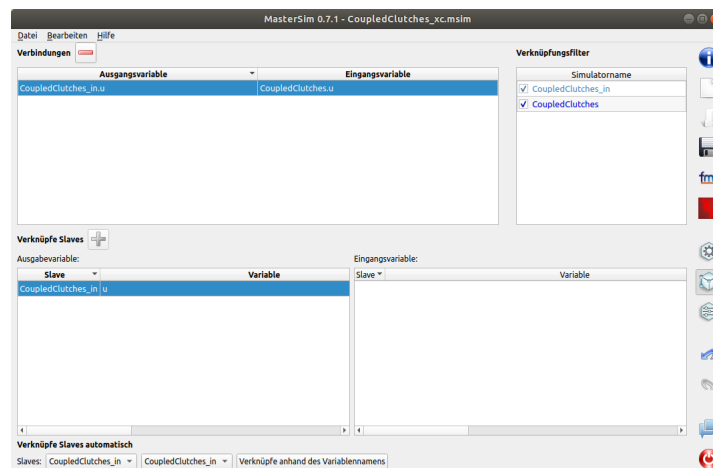 MasterSim 0.7.1 - CoupledClutches_xc.msim
Datei Bearbeiten Hilfe
Verbindungen
Ausgangsvariable Eingangsvariable
CoupledClutches_in.u CoupledClutches.u
Verknüpfungsfilter
Simulatorname
CoupledClutches_in
CoupledClutches
fm
Verknüpfe Slaves
Ausgabevariable:
Slave Variable
CoupledClutches_in u
Eingangsvariable:
Slave Variable
Verknüpfe Slaves automatisch
Slaves: CoupledClutches_in CoupledClutches_in Verknüpfe anhand des Variablennamens